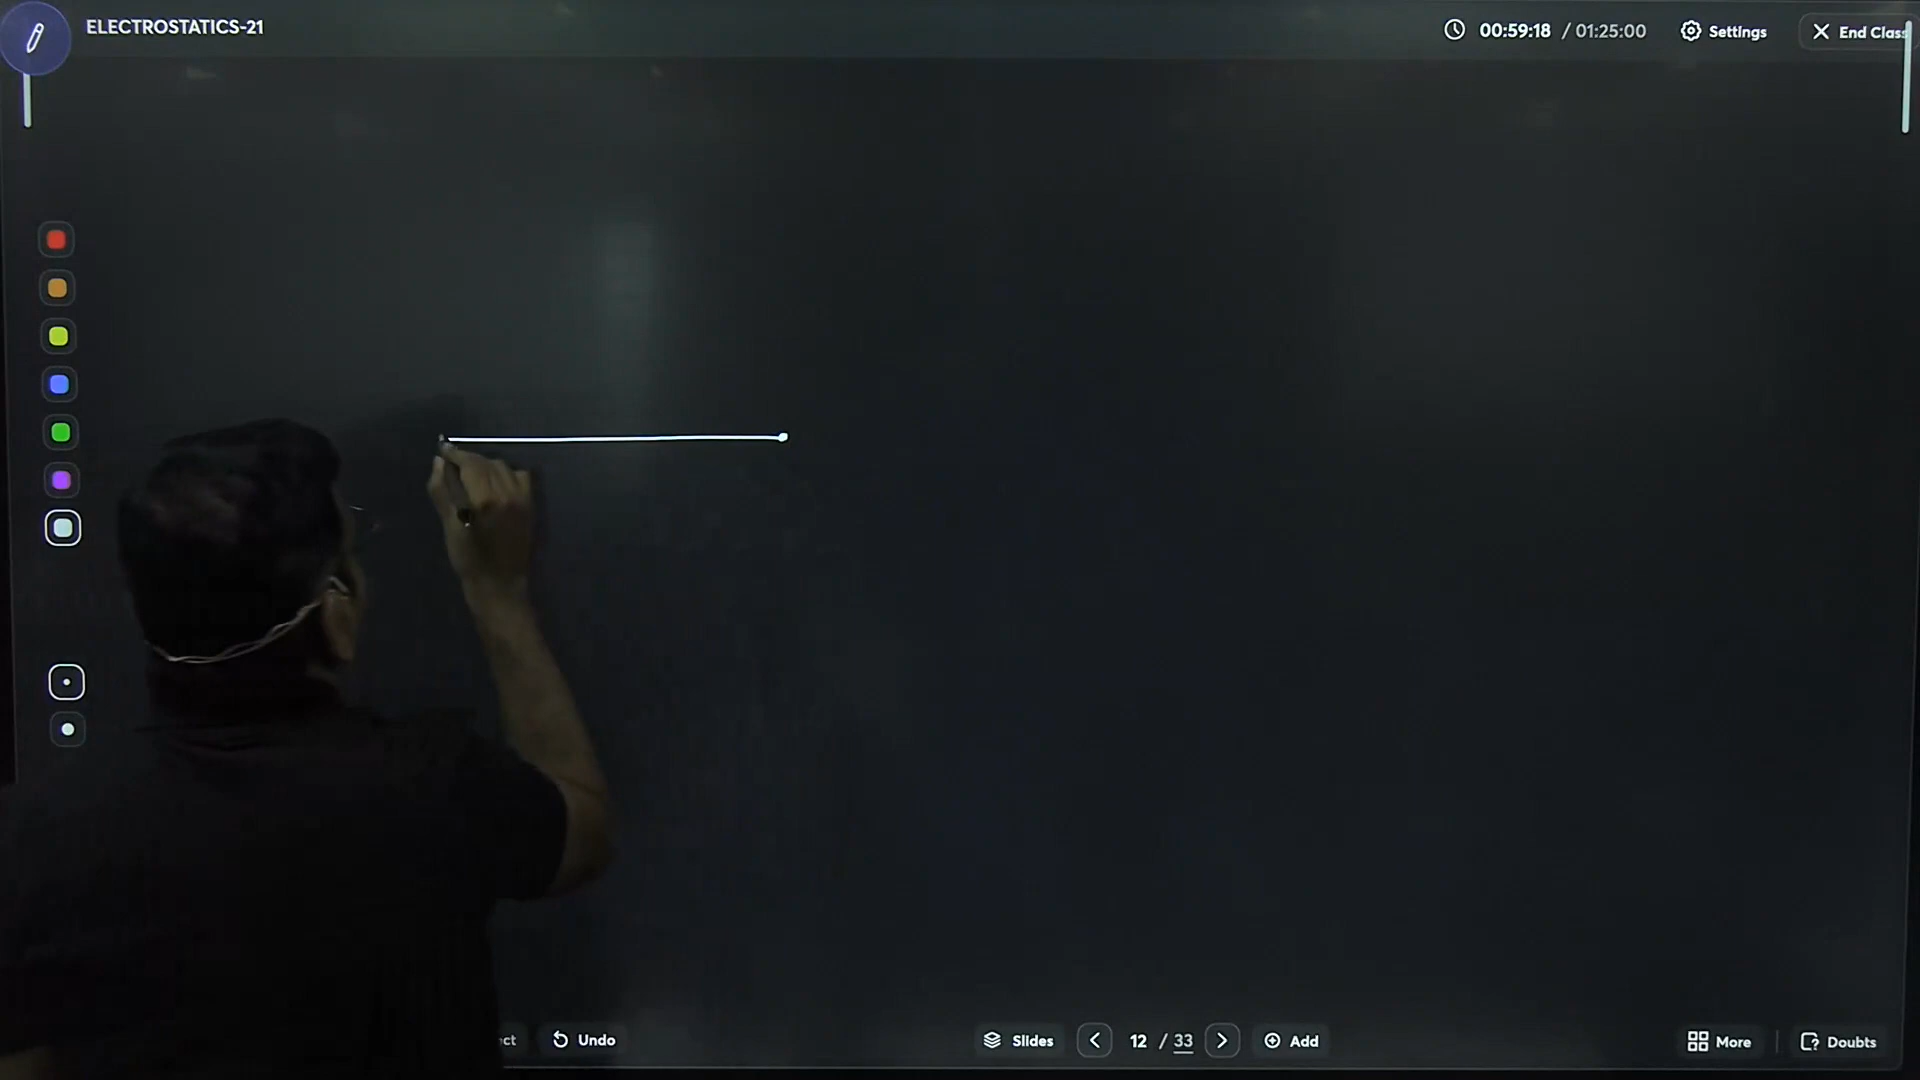 ELECTROSTATICS-21
00:59:18 / 01:25:00
Settings
End Class
Undo
Slides
12 / 33
Add
More
Doubts